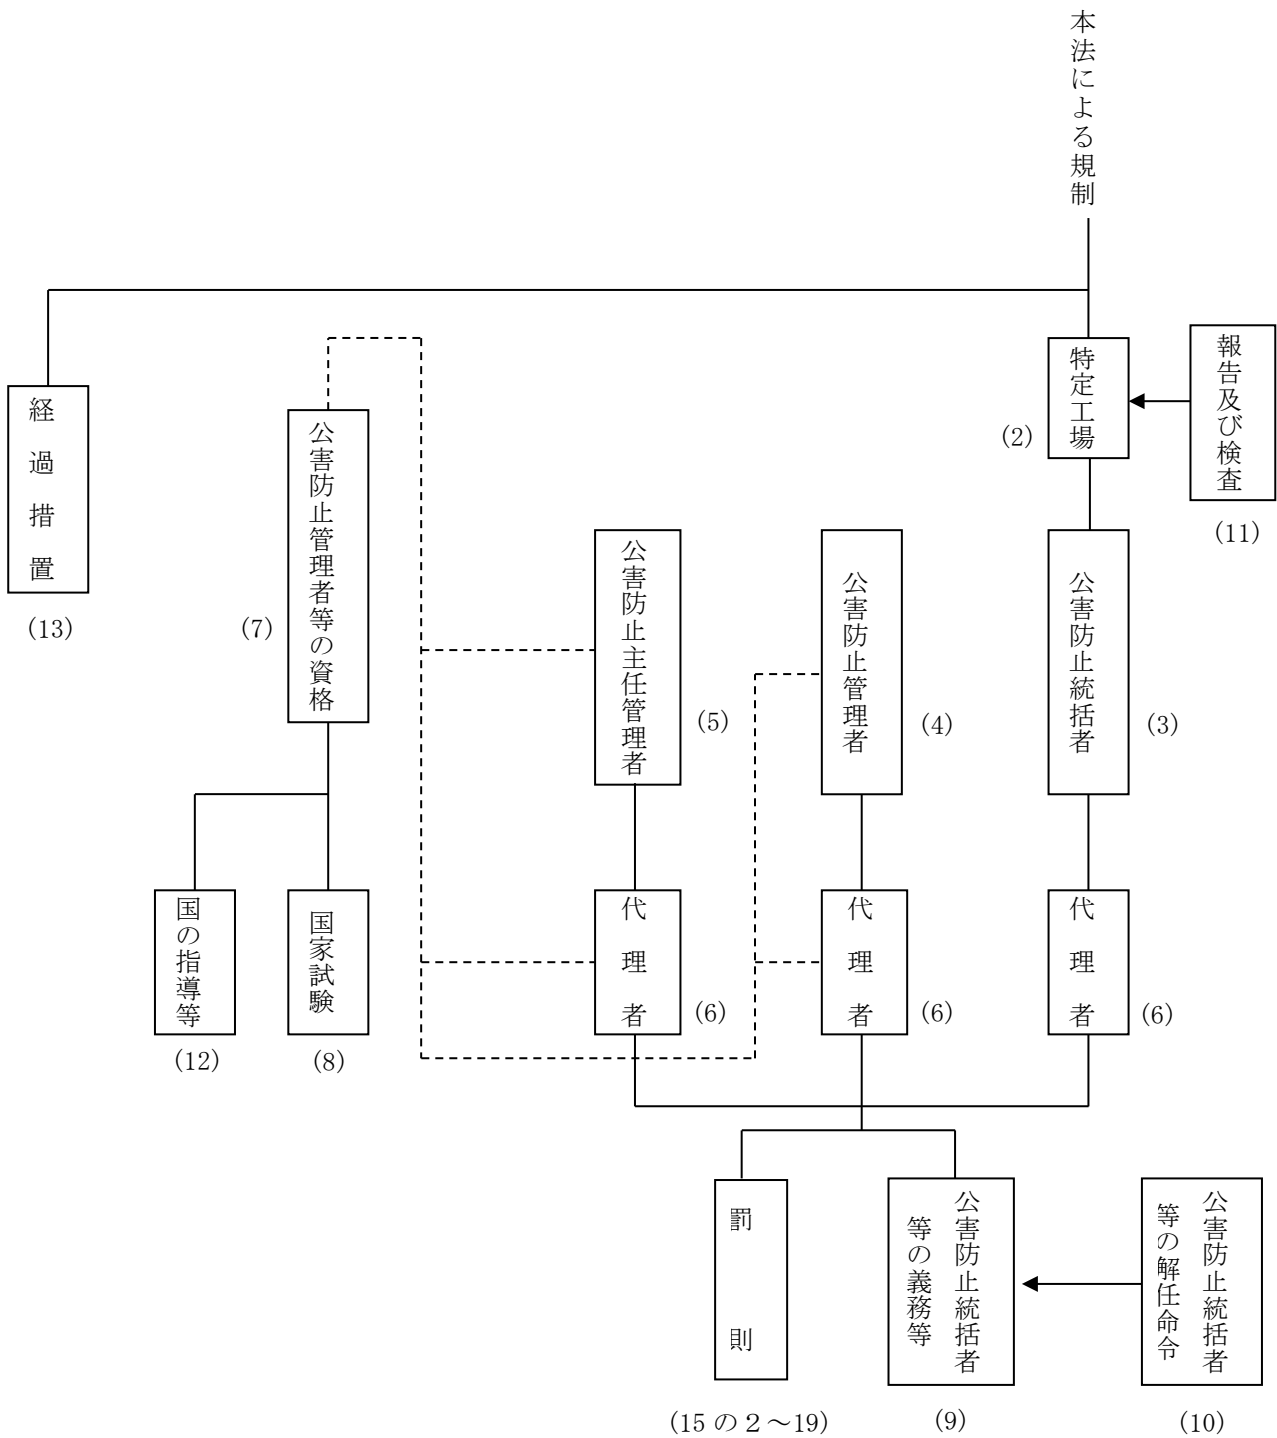 本法による規制
報告及び検査
(11)
特定工場
(2)
公害防止統括者
(3)
代理者
(6)
公害防止管理者
(4)
代理者
(6)
公害防止主任管理者
(5)
代理者
(6)
公害防止管理者等の資格
(7)
国家試験
(8)
国の指導等
(12)
経過措置
(13)
公害防止統括者
等の解任命令
(10)
公害防止統括者
等の義務等
(9)
罰則
(15 の２～19)